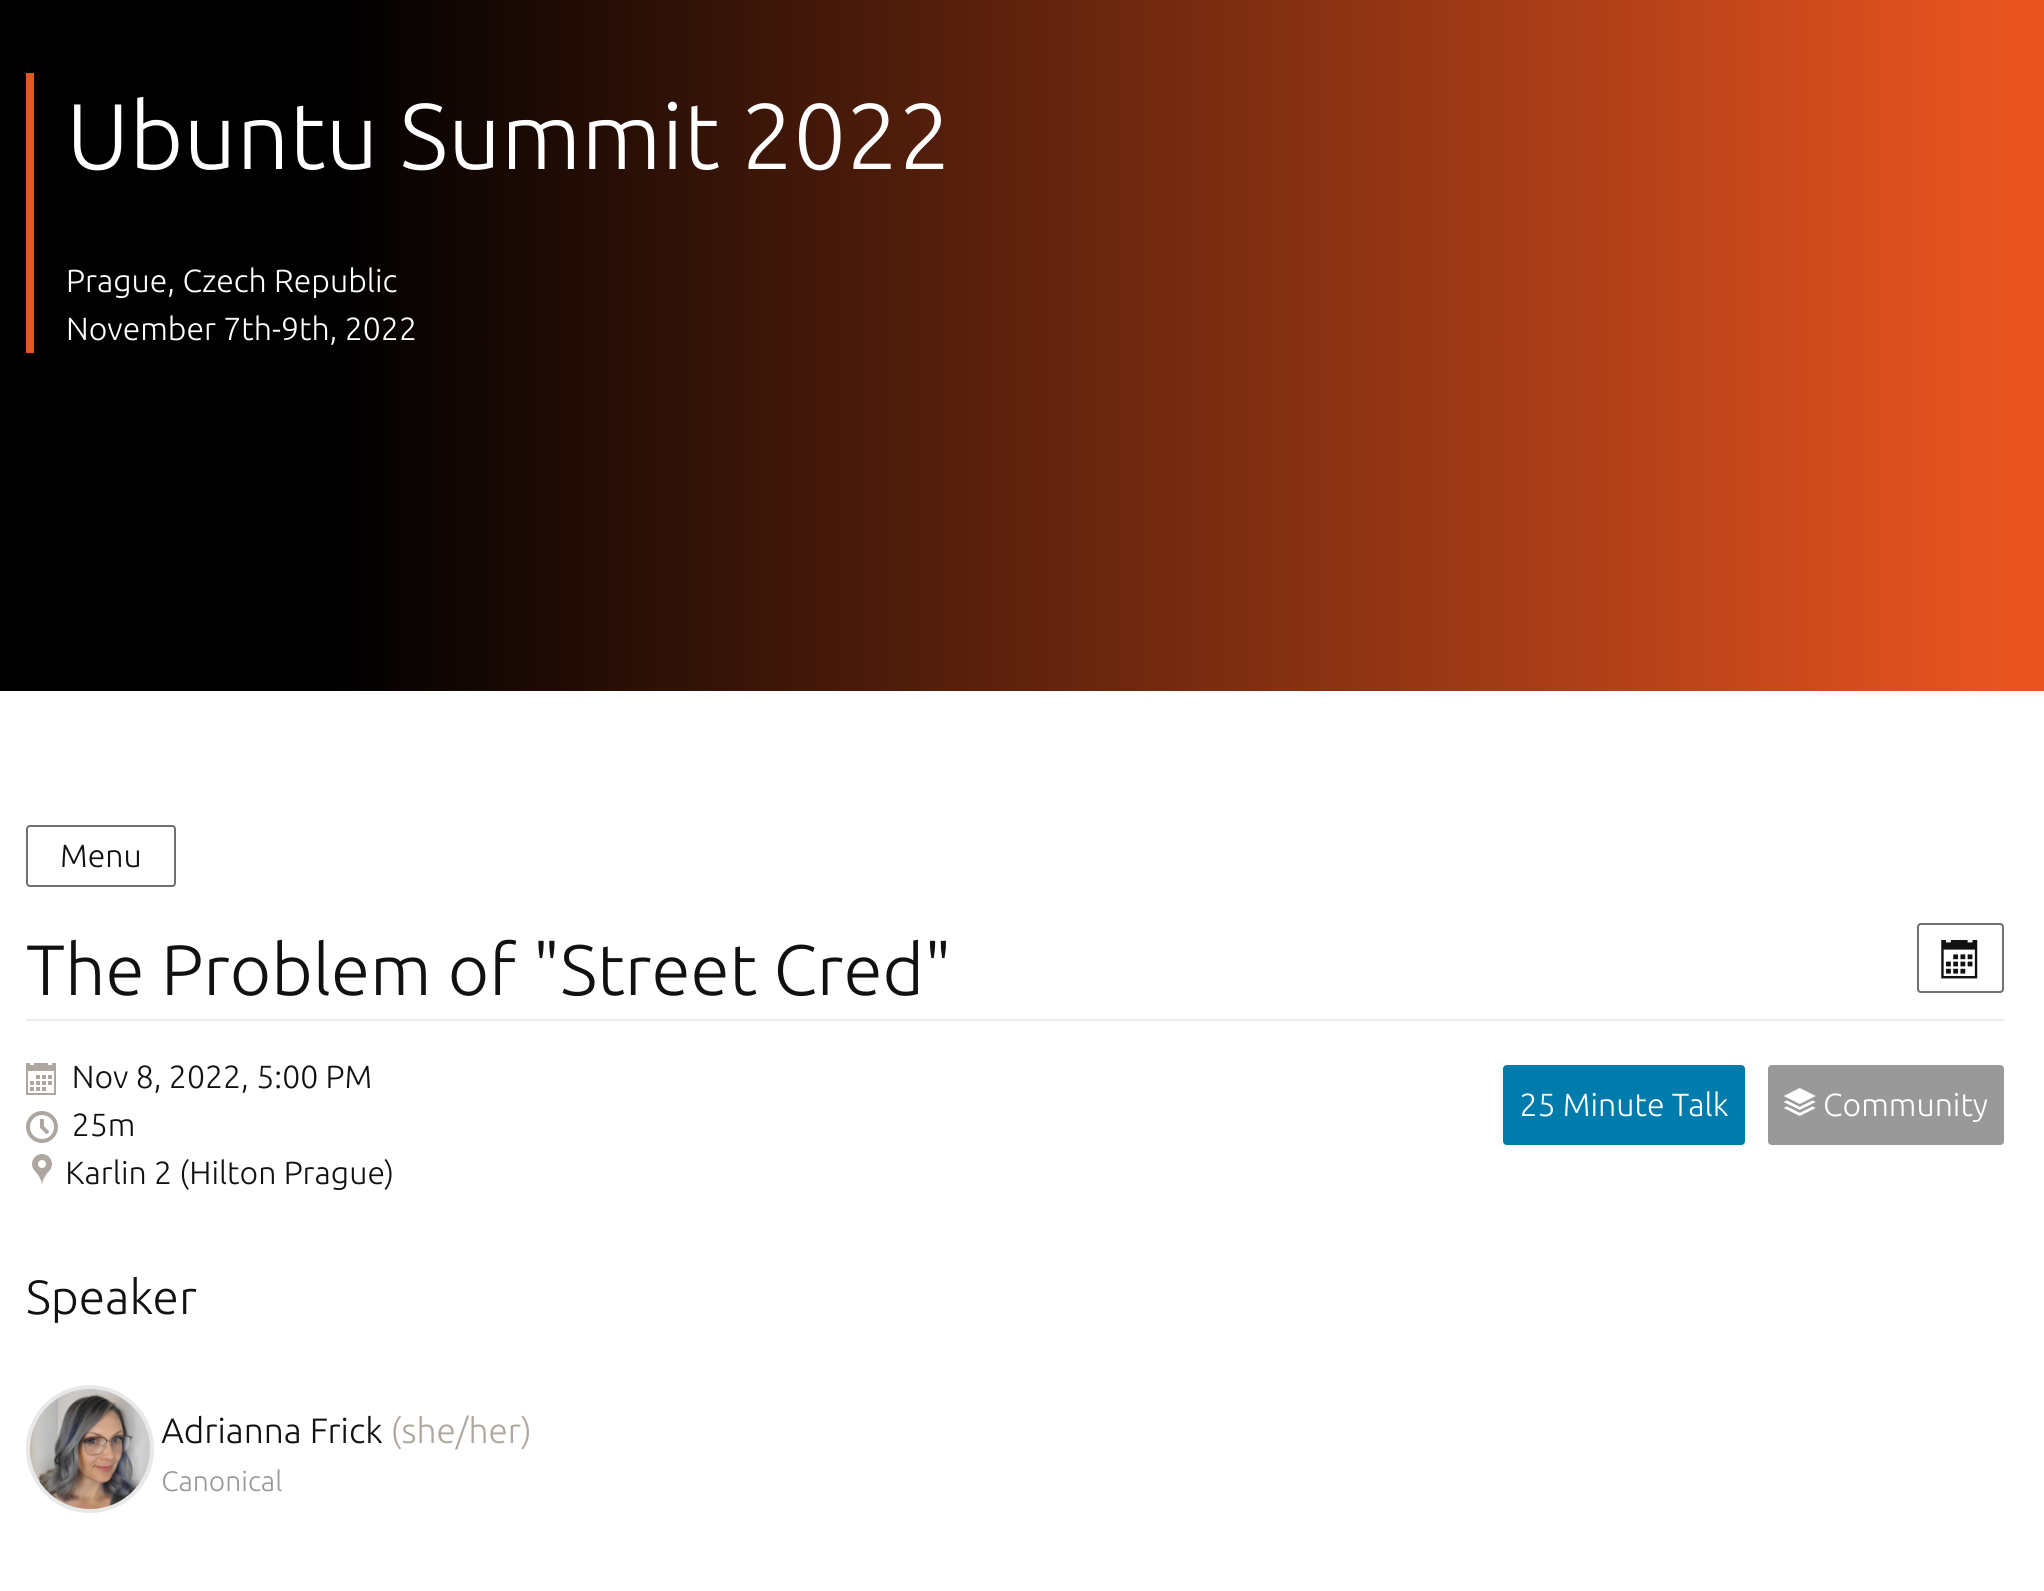 Ubuntu Summit 2022
Prague, Czech Republic
November 7th-9th, 2022
Menu
The Problem of "Street Cred"
Nov 8, 2022, 5:00 PM
25m
Karlin 2 (Hilton Prague)
25 Minute Talk
Community
Speaker
Adrianna Frick (she/her)
Canonical